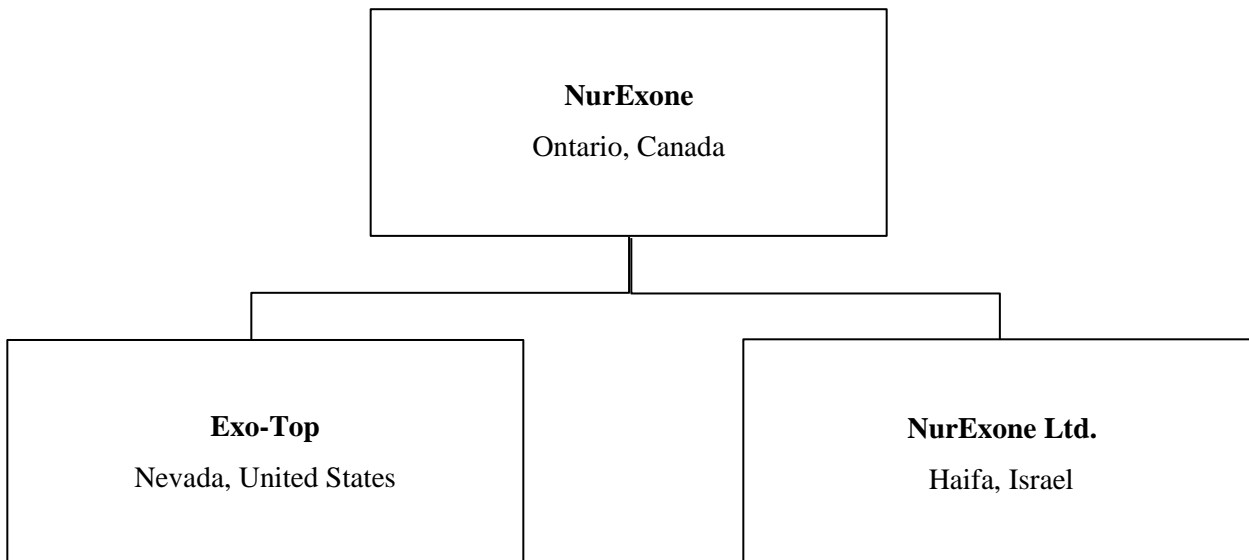 NurExone
Ontario, Canada
Exo-Top
Nevada, United States
NurExone Ltd.
Haifa, Israel